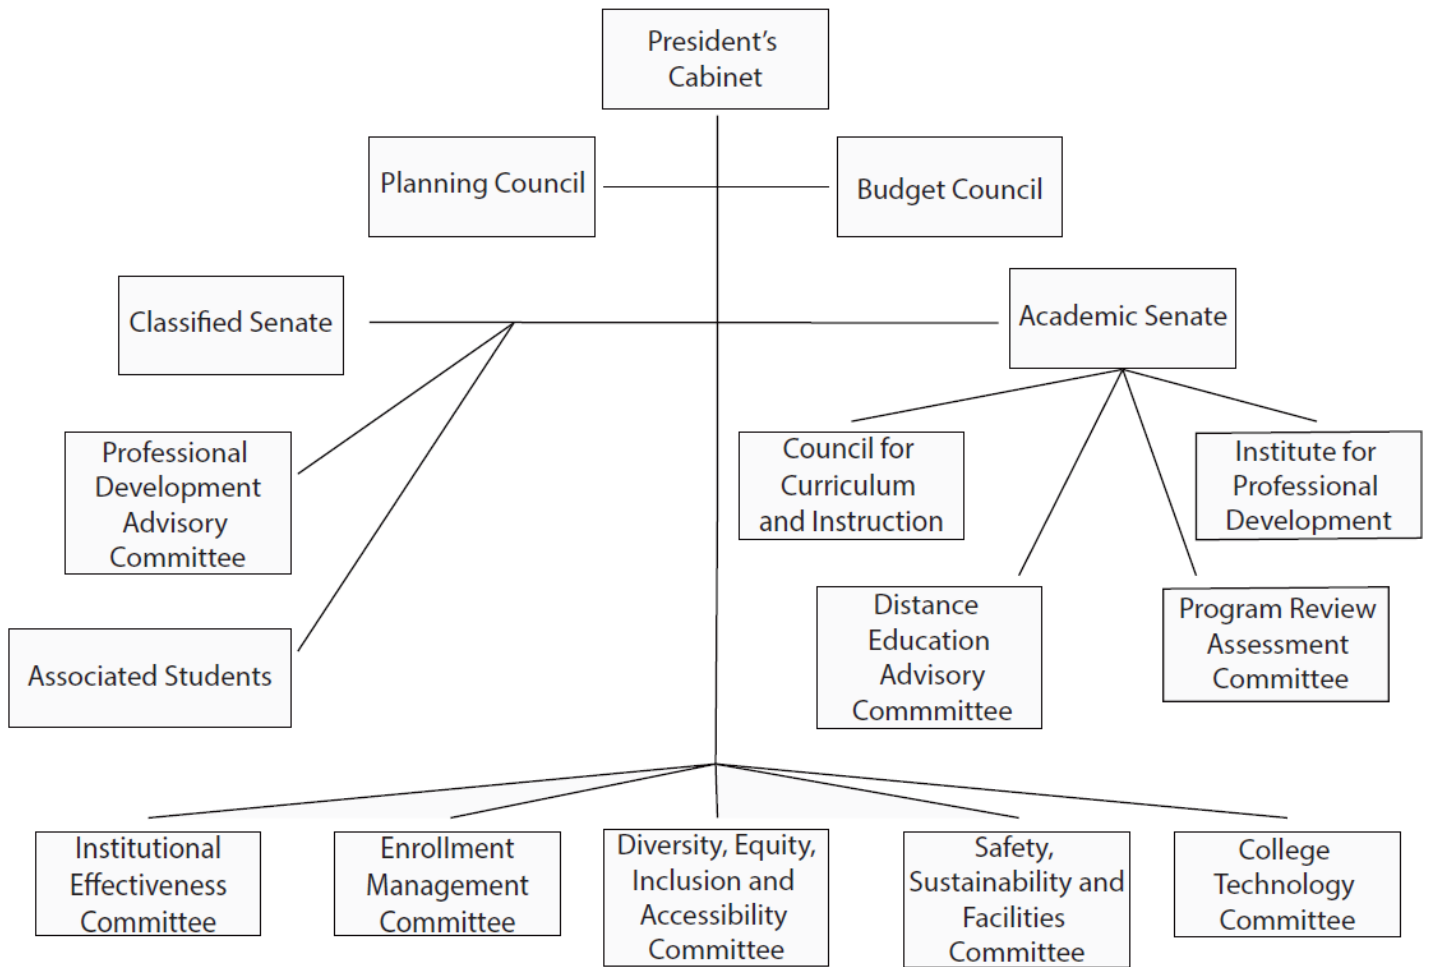 President’s
Cabinet
Planning Council
Budget Council
Classified Senate
Academic Senate
Professional
Development
Advisory
Committee
Council for
Curriculum
and Instruction
Institute for
Professional
Development
Distance
Education
Advisory
Commmittee
Program Review
Assessment
Committee
Associated Students
Institutional
Effectiveness
Committee
Enrollment
Management
Committee
Diversity, Equity,
Inclusion and
Accessibility
Committee
Safety,
Sustainability and
Facilities
Committee
College
Technology
Committee